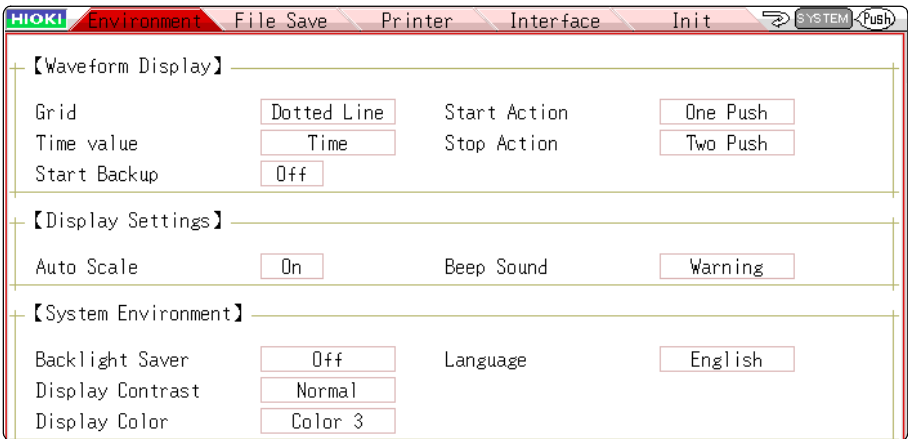 HIOKI Environment File Save Printer Interface Init SYSTEM Push
【Waveform Display】
Grid Dotted Line Start Action One Push
Time value Time Stop Action Two Push
Start Backup Off
【Display Settings】
Auto Scale On Beep Sound Warning
【System Environment】
Backlight Saver Off Language English
Display Contrast Normal
Display Color Color 3